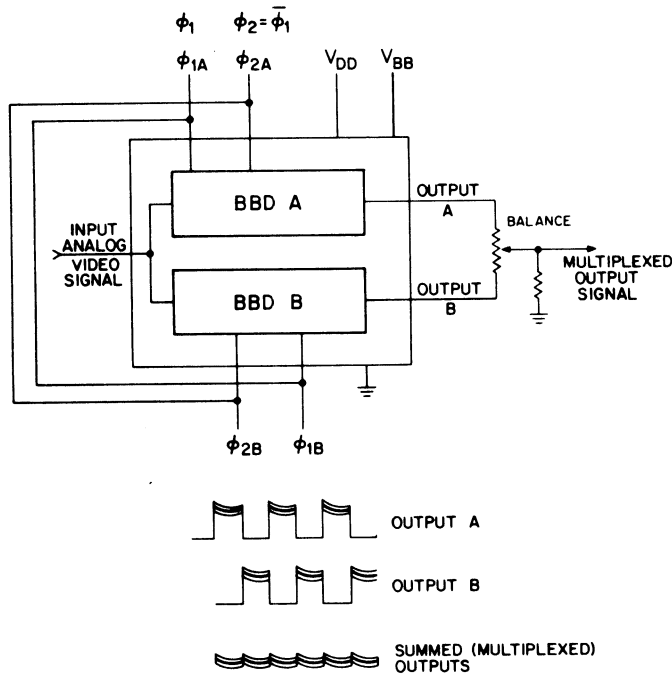 ϕ1 ϕ2 = ϕ̅1
ϕ1A ϕ2A VDD VBB
BBD A
OUTPUT
A
BALANCE
INPUT
ANALOG
VIDEO
SIGNAL
MULTIPLEXED
OUTPUT
SIGNAL
BBD B
OUTPUT
B
ϕ2B ϕ1B
OUTPUT A
OUTPUT B
SUMMED (MULTIPLEXED)
OUTPUTS